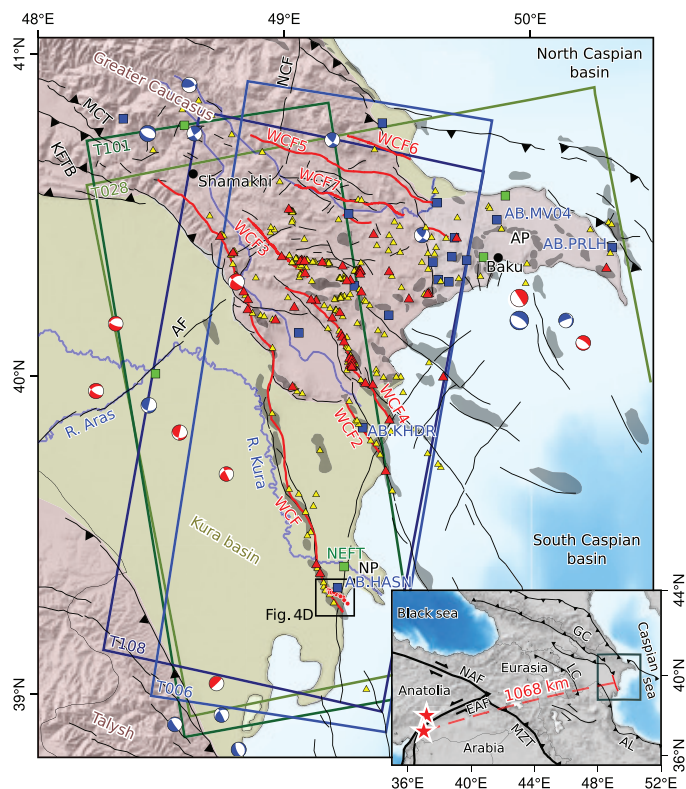 48°E
49°E
50°E
41°N
40°N
39°N
North Caspian
basin
Greater Caucasus
NCF
MCT
KFTB
T101
T028
WCF5
WCF6
WCF7
Shamakhi
WCF3
AB.MV04
AP
AB.PRLH
Baku
AF
R. Aras
WCF4
WCF2
AB.KHDR
R. Kura
WCF
Kura basin
South Caspian
basin
NEFT
NP
AB.HASN
Fig. 4D
T108
T006
Talysh
Black sea
GC
Caspian
Sea
NAF
Eurasia
LC
Anatolia
1068 km
EAF
MZT
Arabia
AL
44°N
40°N
36°N
36°E
40°E
44°E
48°E
52°E